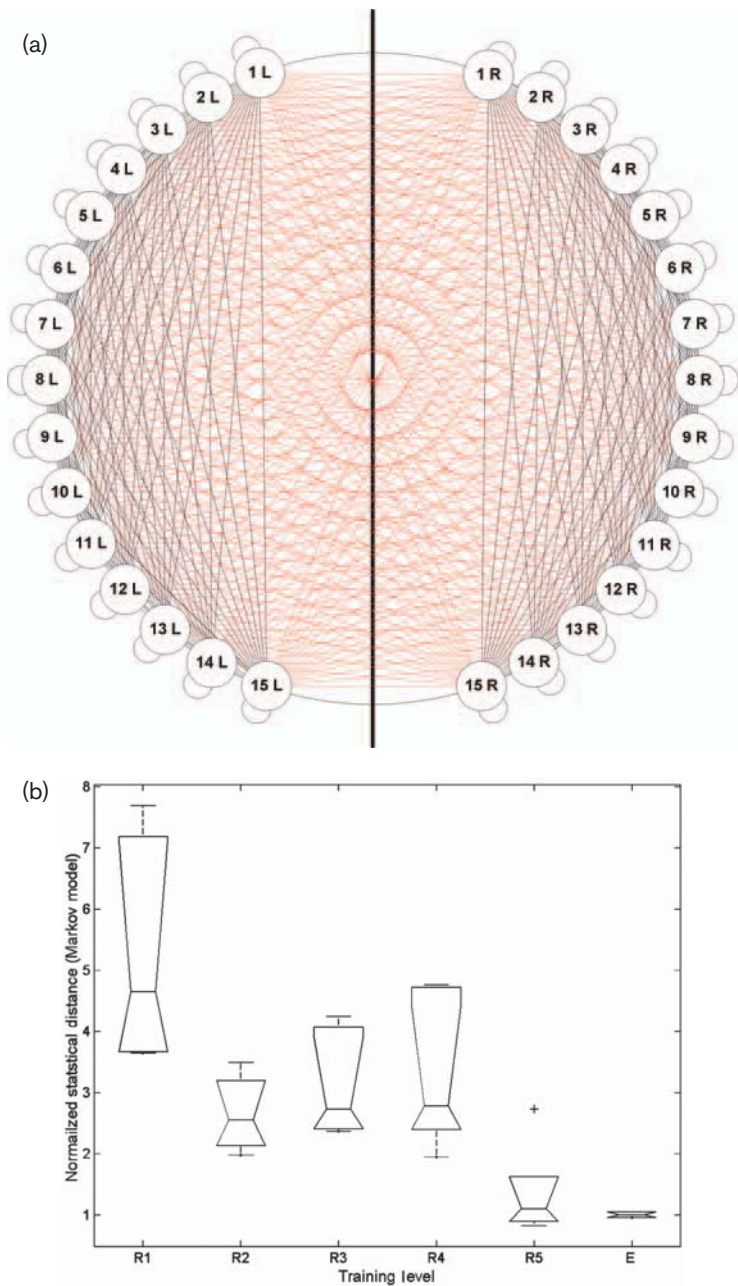 (a)
1 L
1 R
2 L
2 R
3 L
3 R
4 L
4 R
5 L
5 R
6 L
6 R
7 L
7 R
8 L
8 R
9 L
9 R
10 L
10 R
11 L
11 R
12 L
12 R
13 L
13 R
14 L
14 R
15 L
15 R
(b)
Normailzed statstical distance (Markov model)
8
7
6
5
4
3
2
1
R1 R2 R3 R4 R5 E
Training level